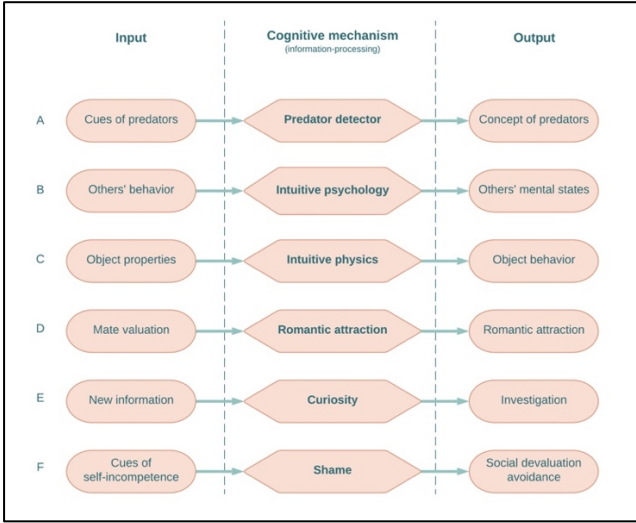 Input
Cognitive mechanism
(information-processing)
Output
A
Cues of predators
Predator detector
Concept of predators
B
Others' behavior
Intuitive psychology
Others' mental states
C
Object properties
Intuitive physics
Object behavior
D
Mate valuation
Romantic attraction
Romantic attraction
E
New information
Curiosity
Investigation
F
Cues of
self-incompetence
Shame
Social devaluation
avoidance